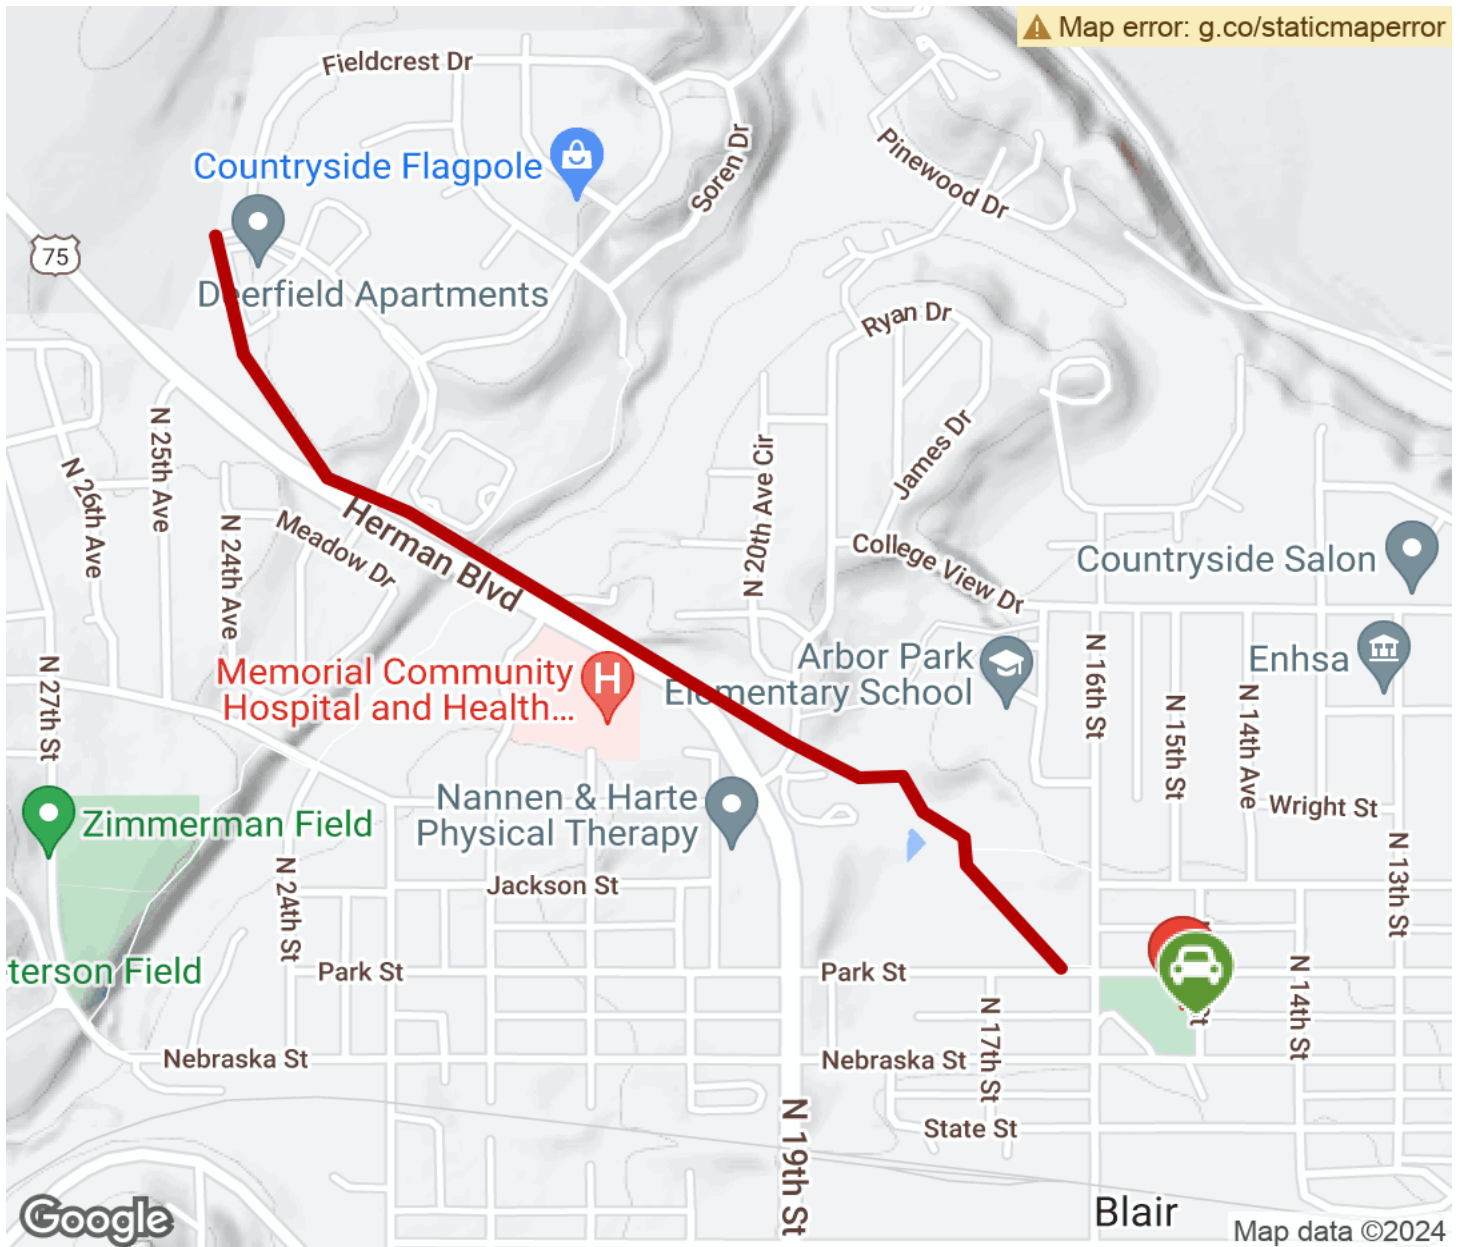 Map error: g.co/staticmaperror
Fieldcrest Dr
Countryside Flagpole
Soren Dr
Pinewood Dr
75
Deerfield Apartments
Ryan Dr
N 25th Ave
N 26th Ave
N 24th Ave
Meadow Dr
Herman Blvd
N 20th Ave Cir
James Dr
College View Dr
Countryside Salon
Memorial Community
Hospital and Health...
H
Arbor Park
Elementary School
N 16th St
Enhsa
N 27th St
N 15th St
N 14th Ave
Wright St
Zimmerman Field
Nannen & Harte
Physical Therapy
N 13th St
Jackson St
N 24th St
terson Field
Park St
Park St
N 17th St
St
N 14th St
Nebraska St
Nebraska St
State St
N 19th St
Blair
Google
Map data ©2024